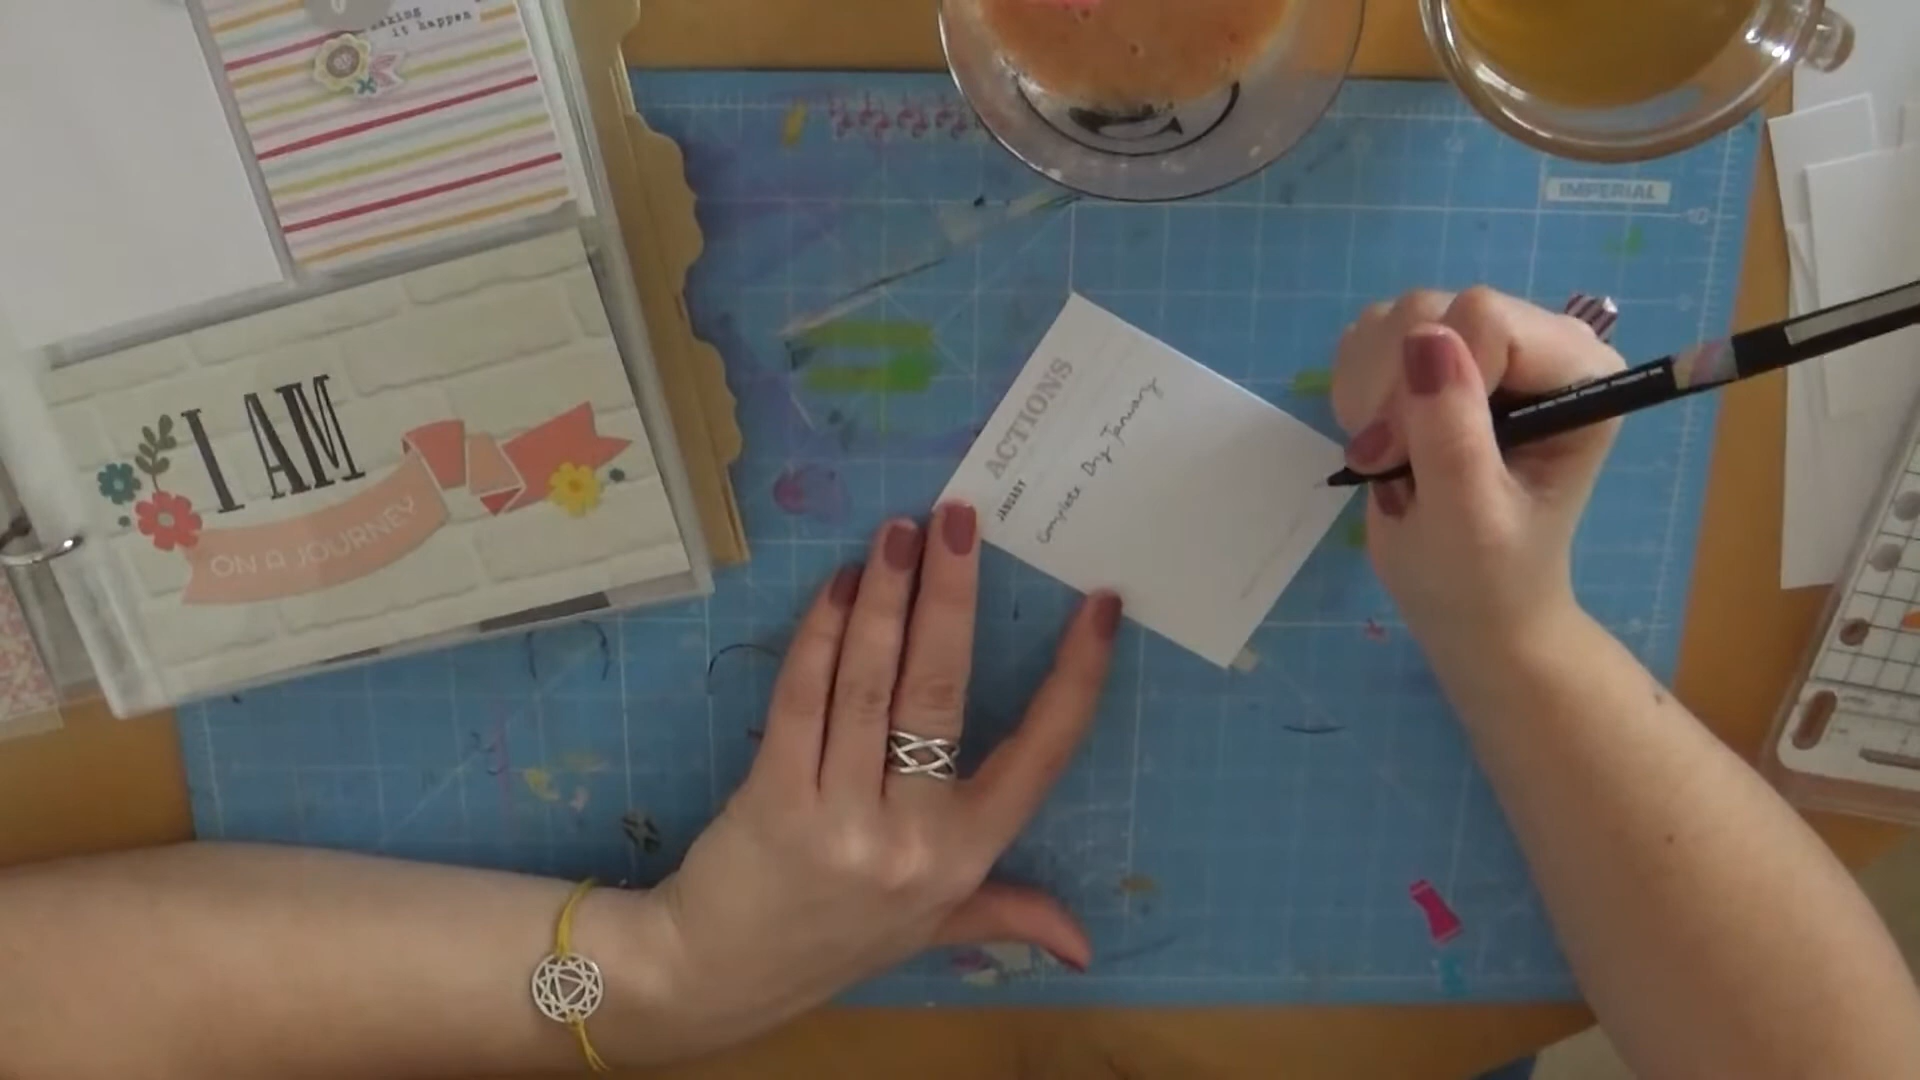 making
it happen
I AM
ON A JOURNEY
ACTIONS
JANUARY
Complete Dry January
IMPERIAL